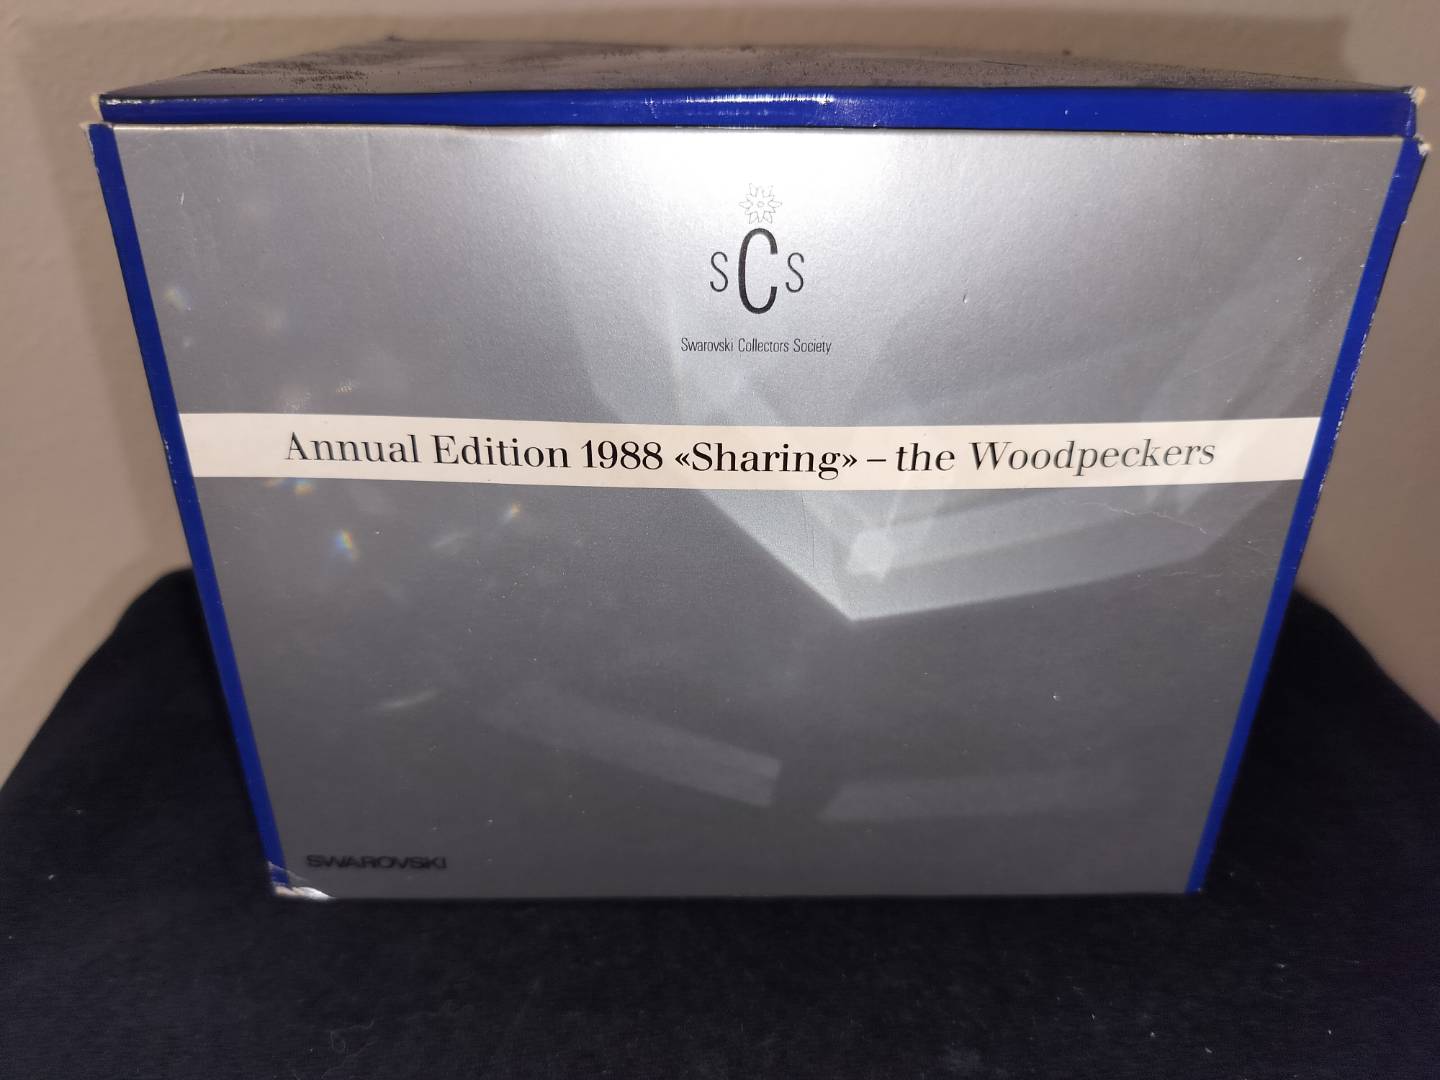 SCS
Swarovski Collectors Society
Annual Edition 1988 «Sharing» – the Woodpeckers
SWAROVSKI